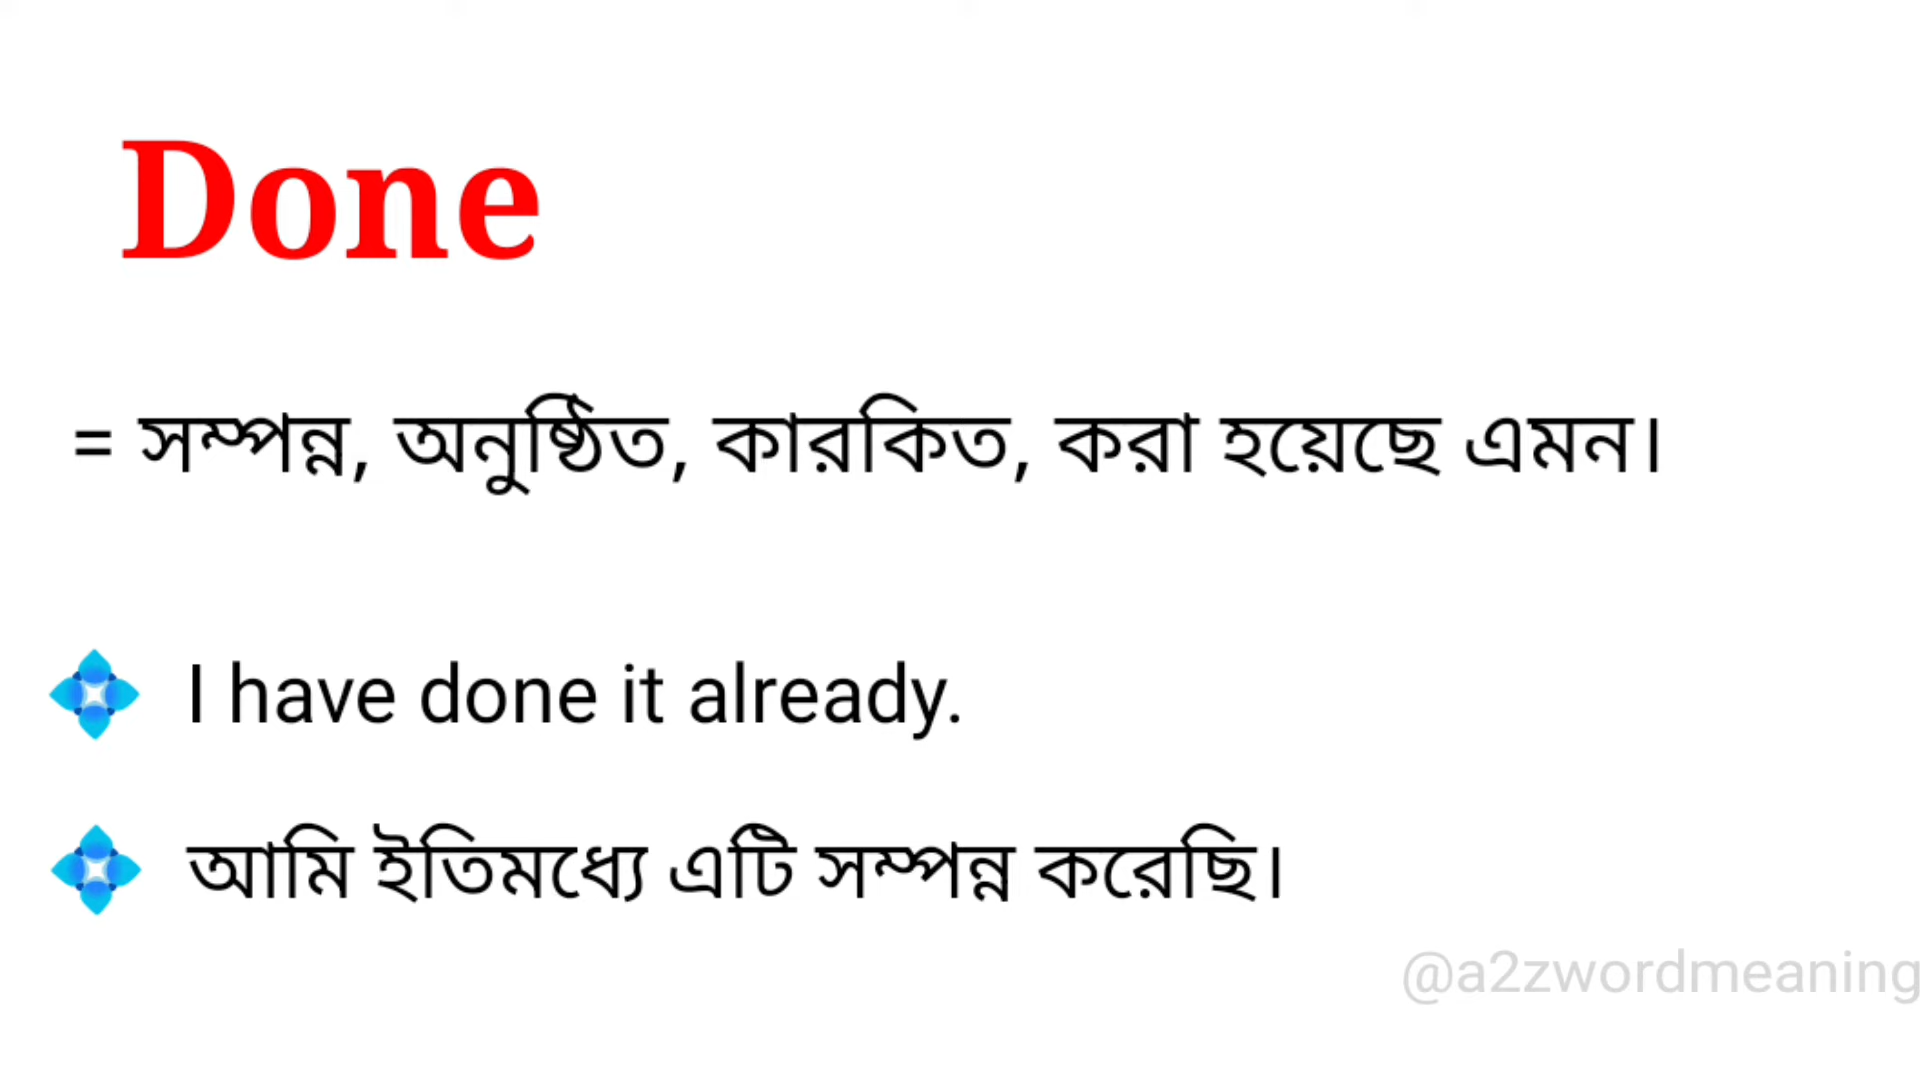 Done
= সম্পন্ন, অনুষ্ঠিত, কারকিত, করা হয়েছে এমন।
I have done it already.
আমি ইতিমধ্যে এটি সম্পন্ন করেছি।
@a2zwordmeaning